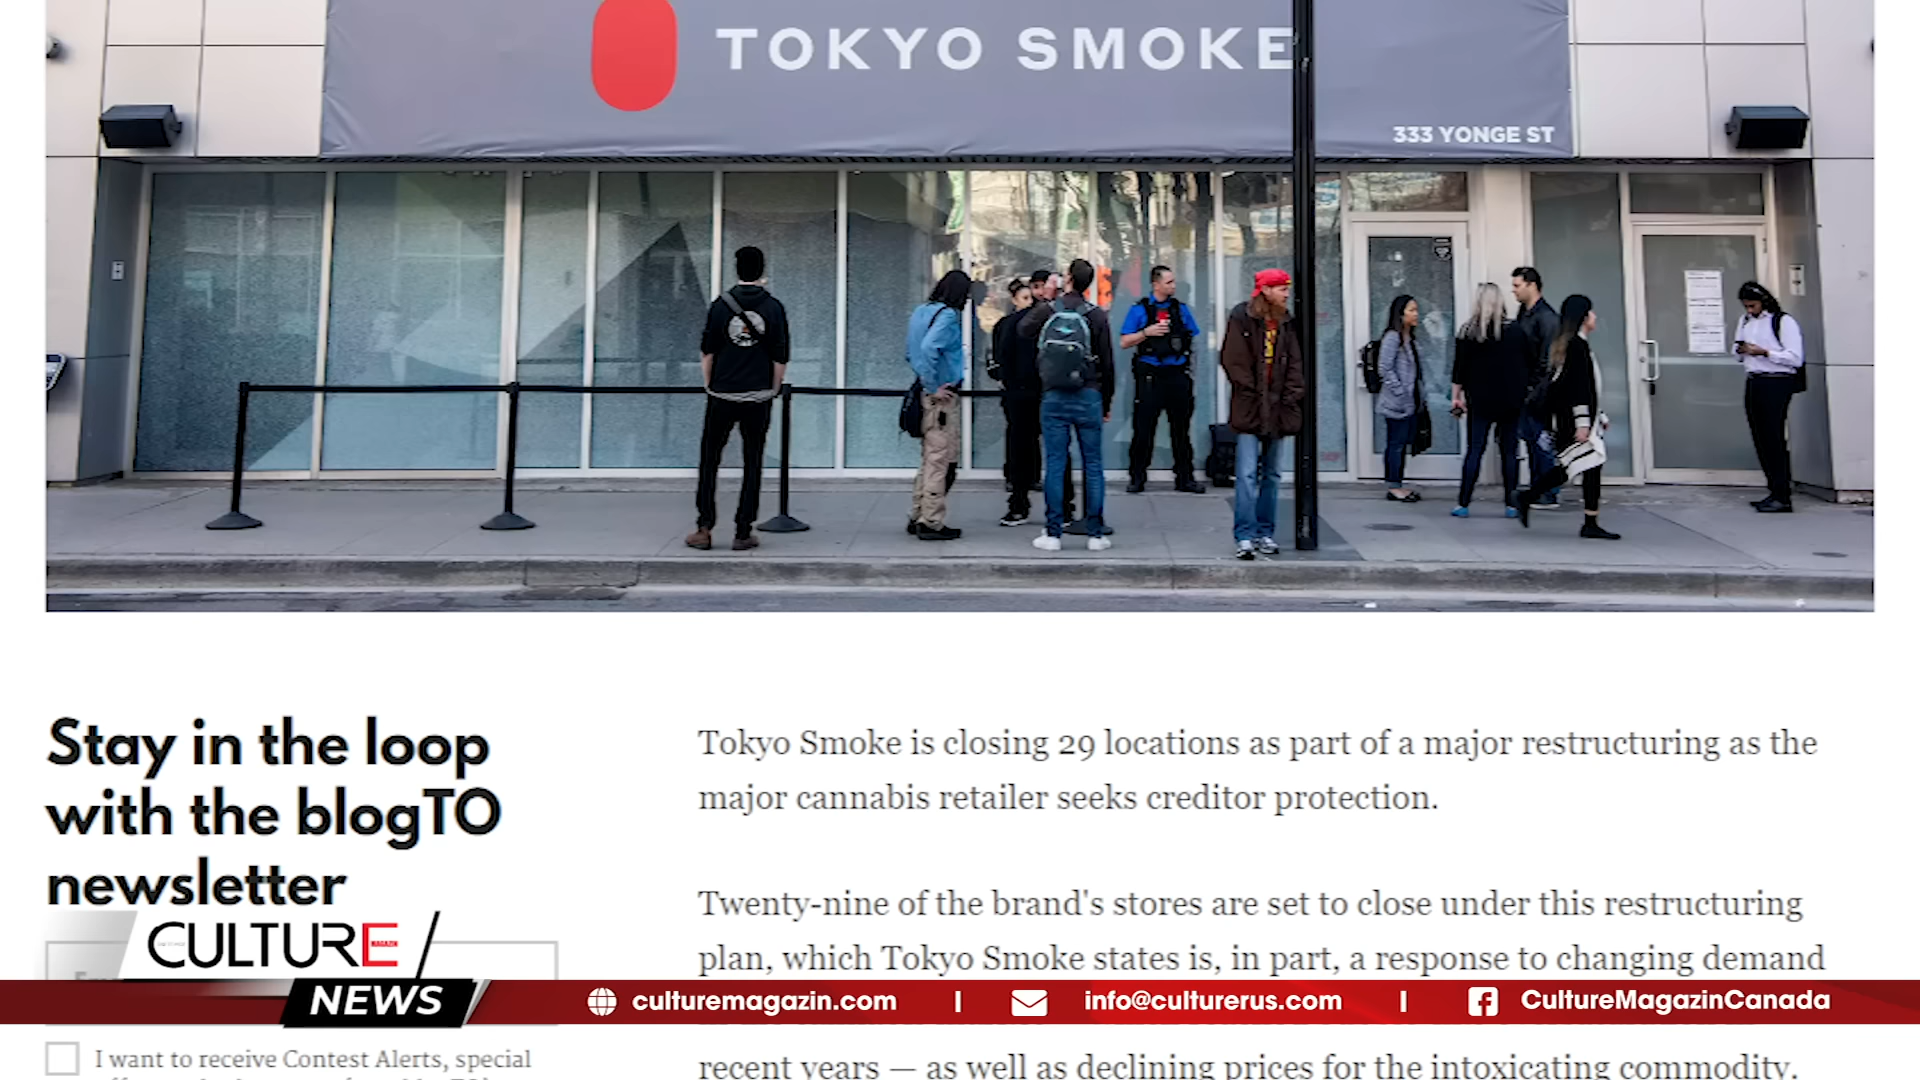 TOKYO SMOKE
333 YONGE ST
Stay in the loop
with the blogTO
newsletter
Tokyo Smoke is closing 29 locations as part of a major restructuring as the
major cannabis retailer seeks creditor protection.
Twenty-nine of the brand's stores are set to close under this restructuring
plan, which Tokyo Smoke states is, in part, a response to changing demand
recent years — as well as declining prices for the intoxicating commodity.
CULTURE
MAGAZIN
NEWS
culturemagazin.com | info@culturerus.com | CultureMagazinCanada
I want to receive Contest Alerts, special